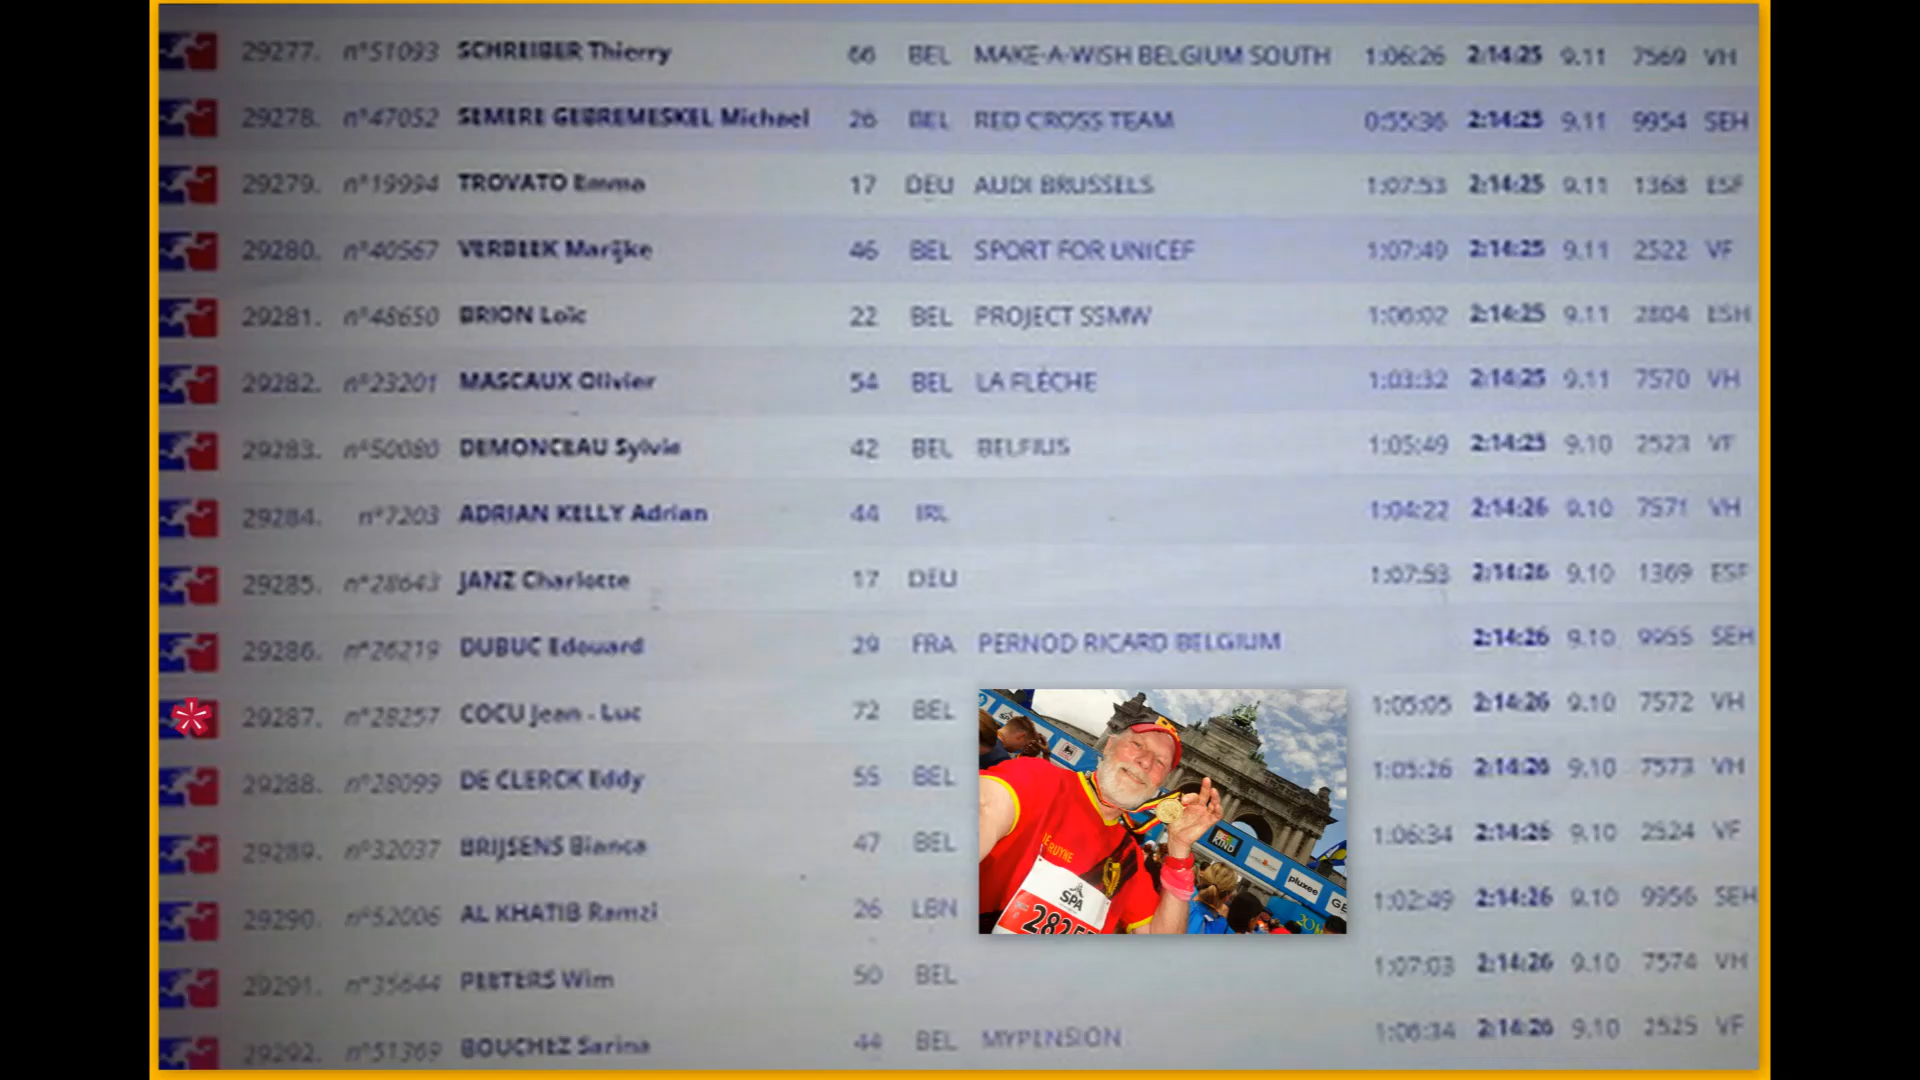 29277. n°51093 SCHREIBER Thierry 66 BEL MAKE-A-WISH BELGIUM SOUTH 1:06:26 2:14:25 9.11 7569 VH
29278. n°47052 SEMERE GEBREMESKEL Michael 26 BEL RED CROSS TEAM 0:55:36 2:14:25 9.11 9954 SEH
29279. n°19994 TROVATO Emma 17 DEU AUDI BRUSSELS 1:07:53 2:14:25 9.11 1368 ESF
29280. n°40567 VERBEEK Marijke 46 BEL SPORT FOR UNICEF 1:07:49 2:14:25 9.11 2522 VF
29281. n°48650 BRION Loïc 22 BEL PROJECT SSMW 1:06:02 2:14:25 9.11 2804 ESH
29282. n°23201 MASCAUX Olivier 54 BEL LA FLÈCHE 1:03:32 2:14:25 9.11 7570 VH
29283. n°50080 DEMONCEAU Sylvie 42 BEL BELFIUS 1:05:49 2:14:25 9.10 2523 VF
29284. n°7203 ADRIAN KELLY Adrian 44 IRL 1:04:22 2:14:26 9.10 7571 VH
29285. n°28643 JANZ Charlotte 17 DEU 1:07:53 2:14:26 9.10 1369 ESF
29286. n°26219 DUBUC Edouard 29 FRA PERNOD RICARD BELGIUM 2:14:26 9.10 9955 SEH
29287. n°28257 COCU Jean - Luc 72 BEL 1:05:05 2:14:26 9.10 7572 VH
29288. n°28099 DE CLERCK Eddy 55 BEL 1:05:26 2:14:26 9.10 7573 VH
29289. n°32037 BRIJSENS Bianca 47 BEL 1:06:34 2:14:26 9.10 2524 VF
29290. n°52006 AL KHATIB Ramzi 26 LBN 1:02:49 2:14:26 9.10 9956 SEH
29291. n°35644 PEETERS Wim 50 BEL 1:07:03 2:14:26 9.10 7574 VH
29292. n°51369 BOUCHEZ Sarina 44 BEL MYPENSION 1:06:34 2:14:26 9.10 2525 VF
KIND
pluxee
SPA